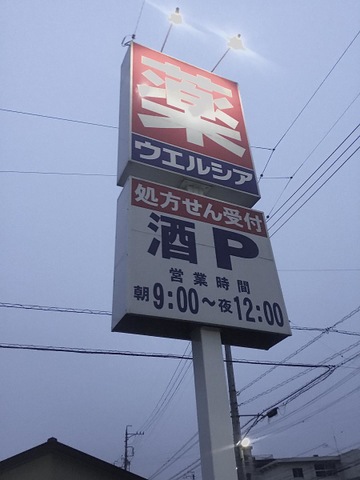 薬
ウエルシア
処方せん受付
酒 P
営業時間
朝9:00～夜12:00